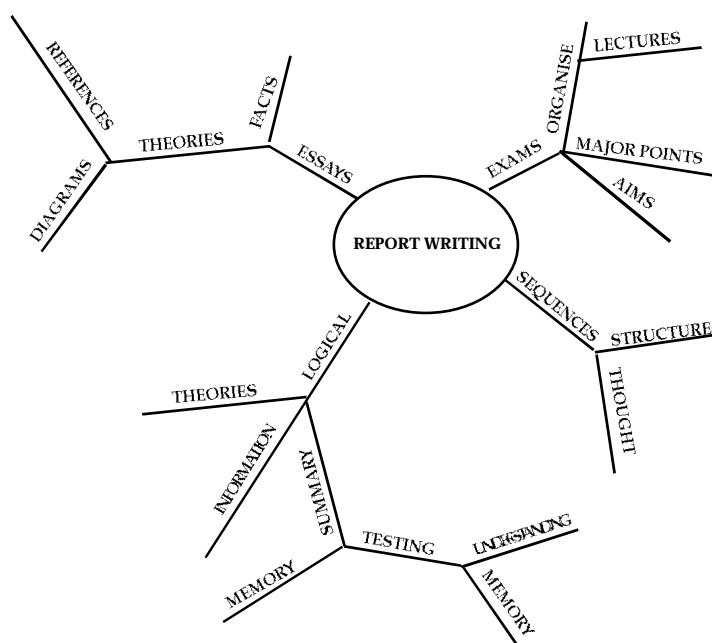 REFERENCES
DIAGRAMS
THEORIES
FACTS
ESSAYS
EXAMS
ORGANISE
LECTURES
MAJOR POINTS
AIMS
REPORT WRITING
SEQUENCES
STRUCTURE
THOUGHT
LOGICAL
THEORIES
INFORMATION
SUMMARY
TESTING
UNDERSTANDING
MEMORY
MEMORY